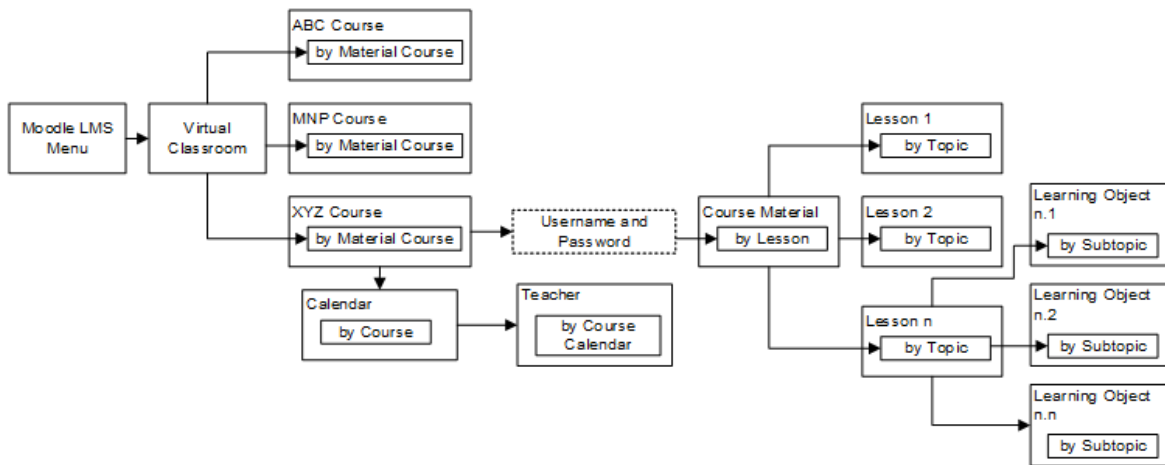 ABC Course
by Material Course
Moodle LMS
Menu
Virtual
Classroom
MNP Course
by Material Course
XYZ Course
by Material Course
Username and
Password
Calendar
by Course
Teacher
by Course
Calendar
Course Material
by Lesson
Lesson 1
by Topic
Lesson 2
by Topic
Lesson n
by Topic
Learning Object
n.1
by Subtopic
Learning Object
n.2
by Subtopic
Learning Object
n.n
by Subtopic